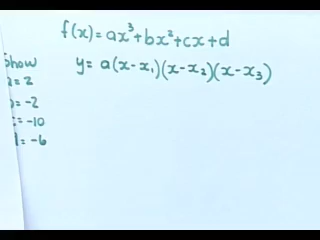 f(x) = ax³ + bx² + cx + d
y = a(x - x₁)(x - x₂)(x - x₃)
Show
= 2
= -2
= -10
= -6